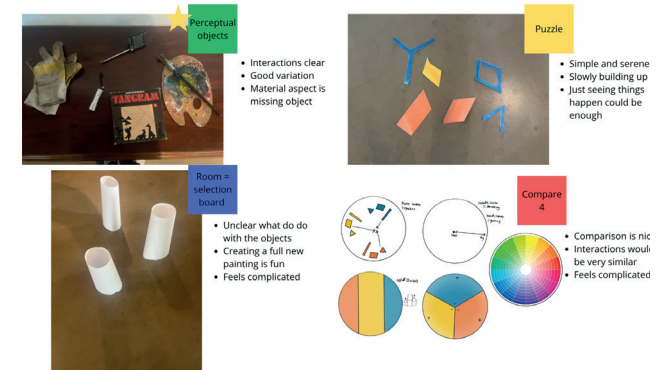 Perceptual
objects
• Interactions clear
• Good variation
• Material aspect is
missing object
TANGRAM
Puzzle
• Simple and serene
• Slowly building up
• Just seeing things
happen could be
enough
Room =
selection
board
• Unclear what do do
with the objects
• Creating a full new
painting is fun
• Feels complicated
Compare
4
• Comparison is nic
• Interactions would
be very similar
• Feels complicated